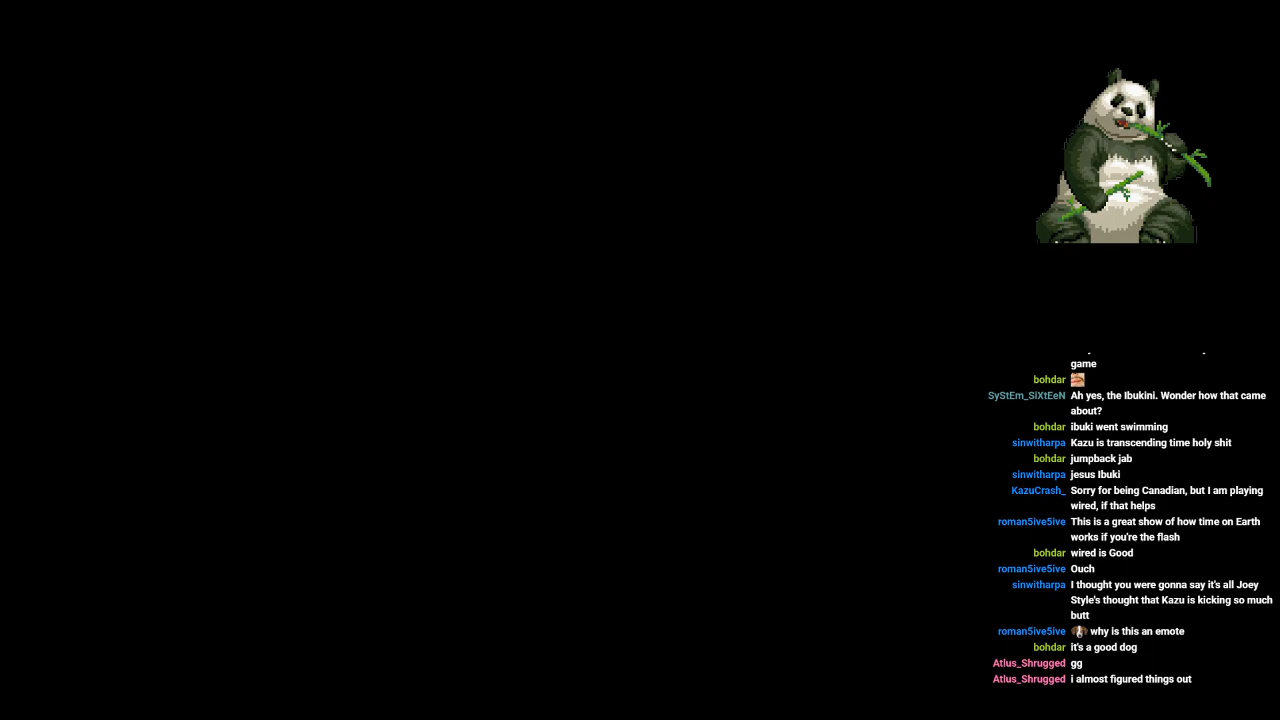 game
bohdar
SyStEm_SiXtEeN Ah yes, the Ibukini. Wonder how that came
about?
bohdar ibuki went swimming
sinwitharpa Kazu is transcending time holy shit
bohdar jumpback jab
sinwitharpa jesus Ibuki
KazuCrash_ Sorry for being Canadian, but I am playing
wired, if that helps
roman5ive5ive This is a great show of how time on Earth
works if you're the flash
bohdar wired is Good
roman5ive5ive Ouch
sinwitharpa I thought you were gonna say it's all Joey
Style's thought that Kazu is kicking so much
butt
roman5ive5ive why is this an emote
bohdar it's a good dog
Atlus_Shrugged gg
Atlus_Shrugged i almost figured things out